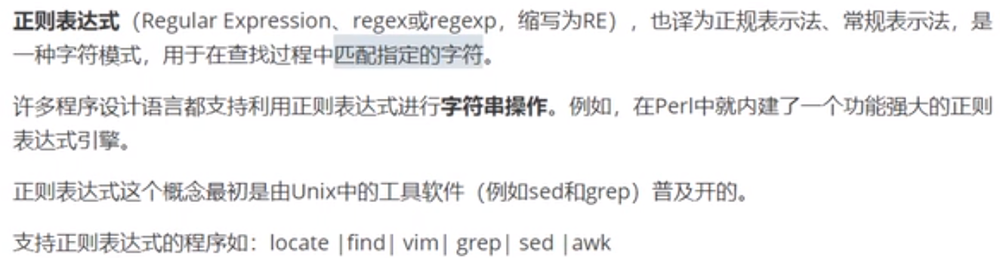 正则表达式（Regular Expression、regex或regexp，缩写为RE），也译为正规表示法、常规表示法，是
一种字符模式，用于在查找过程中匹配指定的字符。
许多程序设计语言都支持利用正则表达式进行字符串操作。例如，在Perl中就内建了一个功能强大的正则
表达式引擎。
正则表达式这个概念最初是由Unix中的工具软件（例如sed和grep）普及开的。
支持正则表达式的程序如：locate |find| vim| grep| sed |awk